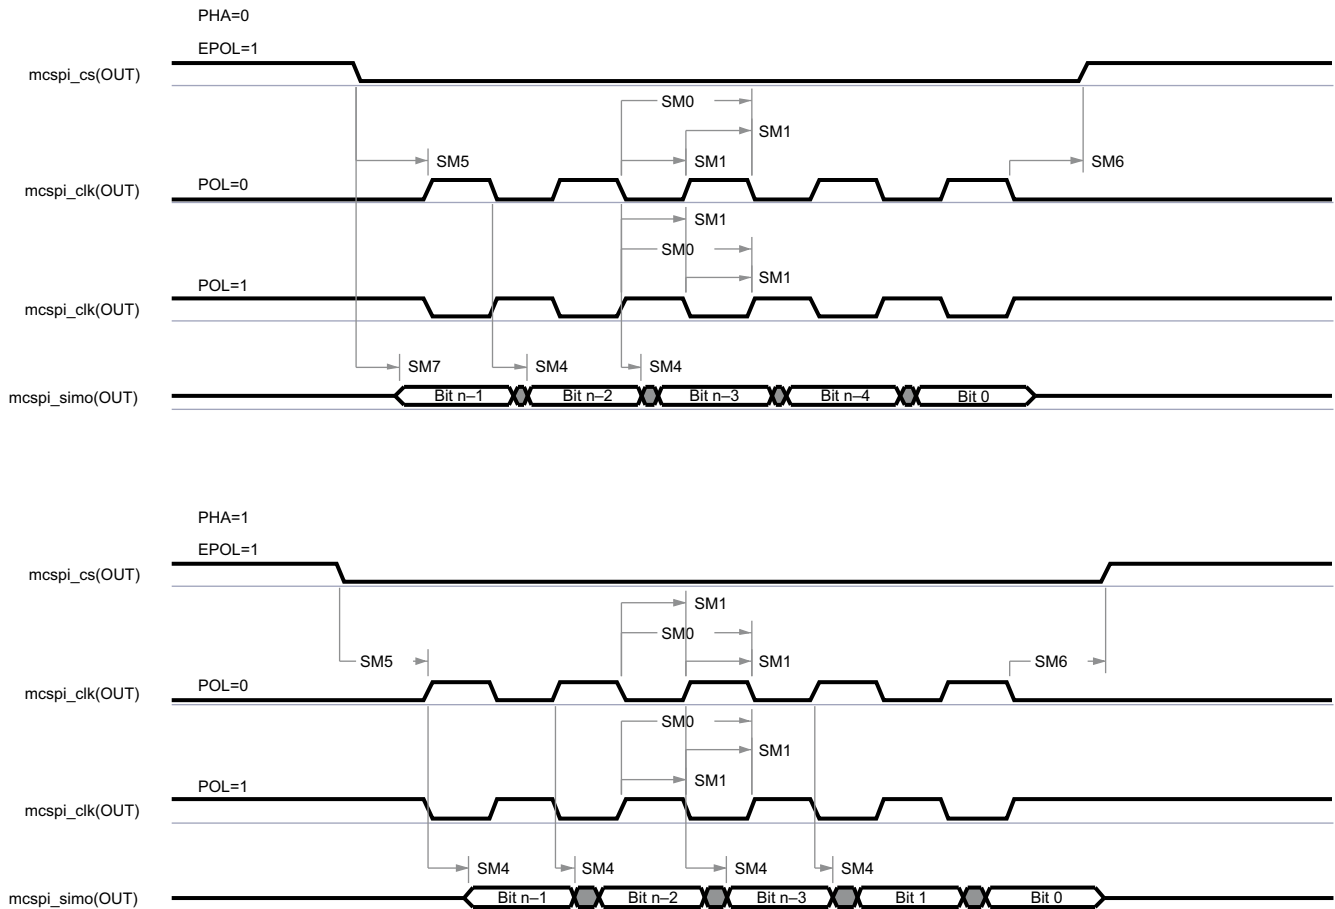 PHA=0
EPOL=1
mcspi_cs(OUT)
SM0
SM1
SM5
SM1
SM6
mcspi_clk(OUT)
POL=0
SM1
SM0
SM1
POL=1
mcspi_clk(OUT)
SM7
SM4
SM4
mcspi_simo(OUT)
Bit n–1
Bit n–2
Bit n–3
Bit n–4
Bit 0
PHA=1
EPOL=1
mcspi_cs(OUT)
SM1
SM0
SM5
SM1
SM6
mcspi_clk(OUT)
POL=0
SM0
SM1
SM1
POL=1
mcspi_clk(OUT)
SM4
SM4
SM4
SM4
mcspi_simo(OUT)
Bit n–1
Bit n–2
Bit n–3
Bit 1
Bit 0